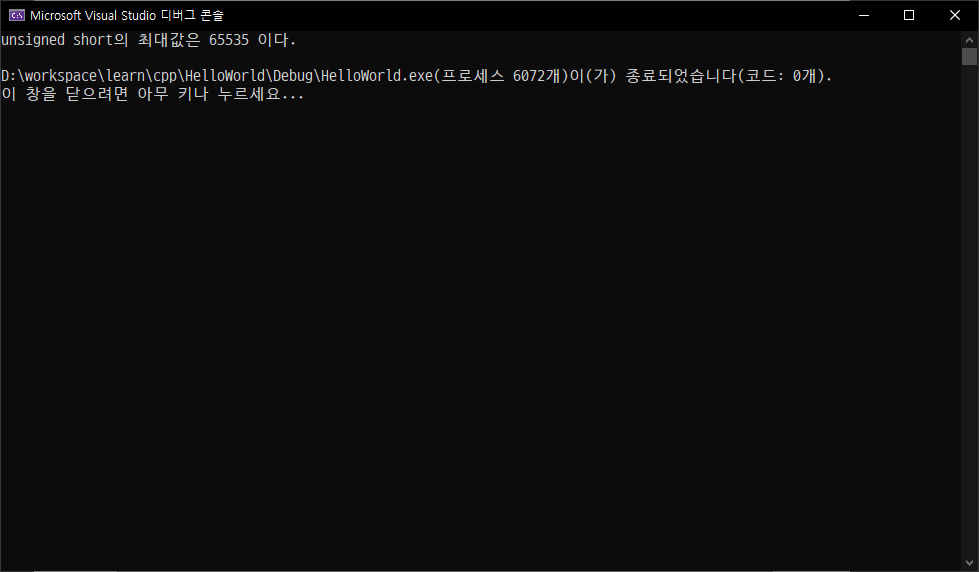 Microsoft Visual Studio 디버그 콘솔
unsigned short의 최대값은 65535 이다.
D:\workspace\learn\cpp\HelloWorld\Debug\HelloWorld.exe(프로세스 6072개)이(가) 종료되었습니다(코드: 0개).
이 창을 닫으려면 아무 키나 누르세요...